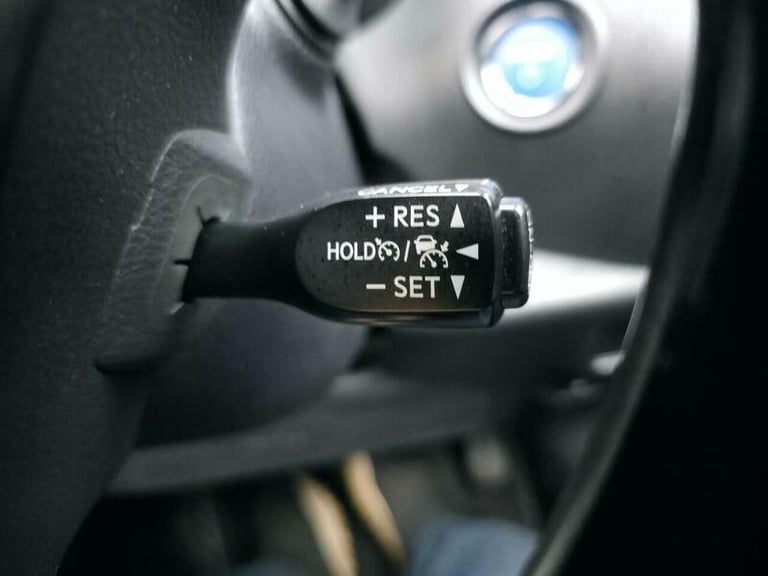 CANCEL ▽
+ RES ▲
HOLD / ◀
− SET ▼